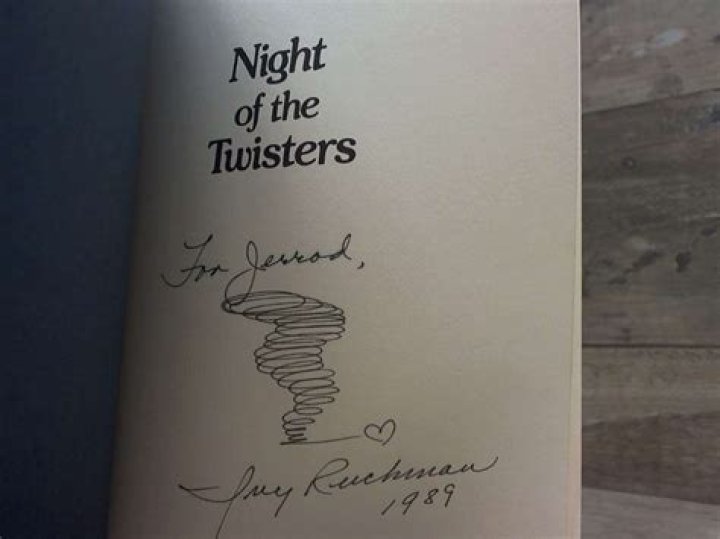 Night
of the
Twisters
For Jerrod,
Ivy Ruckman
1989